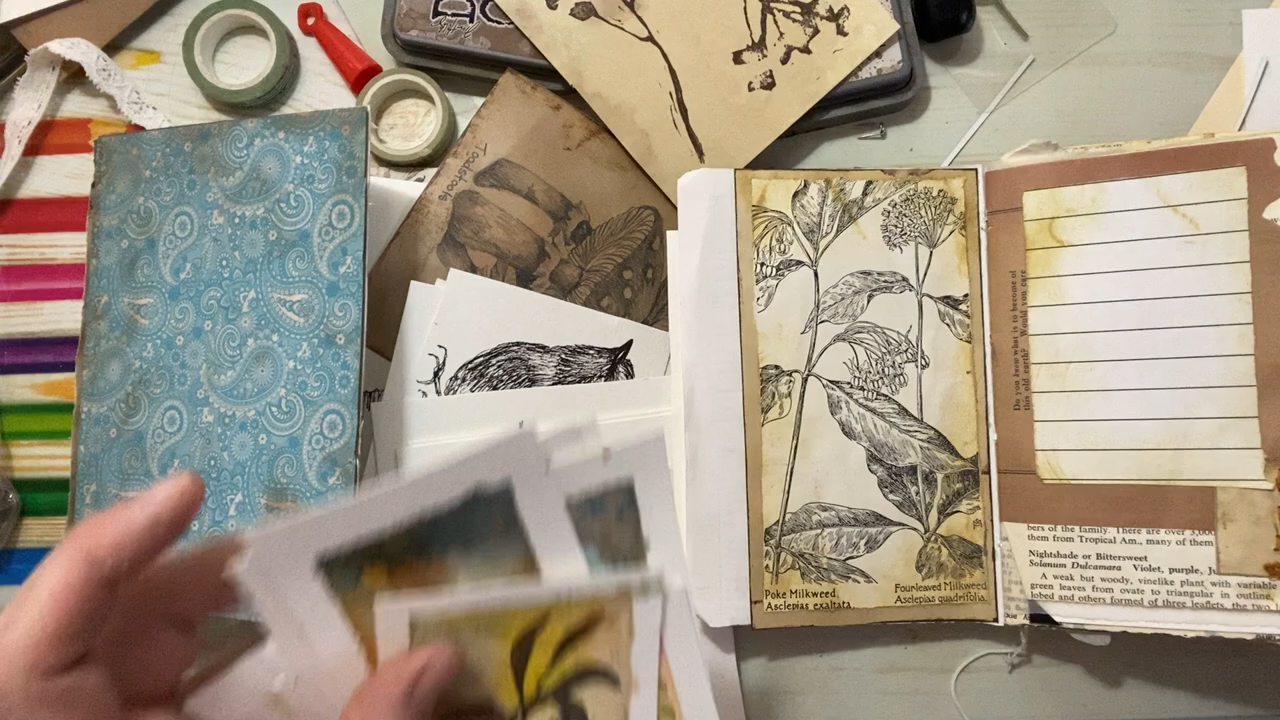 Toadstools
Do you know what is to become of
this old earth? Would you care
Poke Milkweed.
Asclepias exaltata.
Fourleaved Milkweed
Asclepias quadrifolia.
bers of the family. There are over 3,000
them from Tropical Am., many of them
Nightshade or Bittersweet
Solanum Dulcamara Violet, purple,
A weak but woody, vinelike plant with variable
green leaves from ovate to triangular in outline,
lobed and others formed of three leaflets, the two